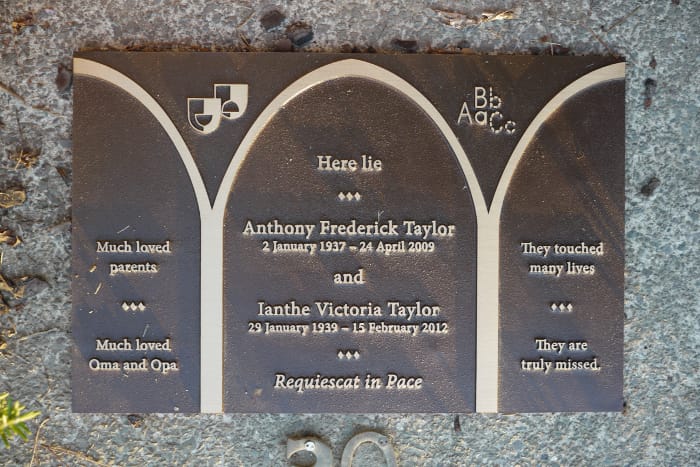 Bb
AaCc
Here lie
Anthony Frederick Taylor
2 January 1937 – 24 April 2009
and
Ianthe Victoria Taylor
29 January 1939 – 15 February 2012
Requiescat in Pace
Much loved
parents
Much loved
Oma and Opa
They touched
many lives
They are
truly missed.